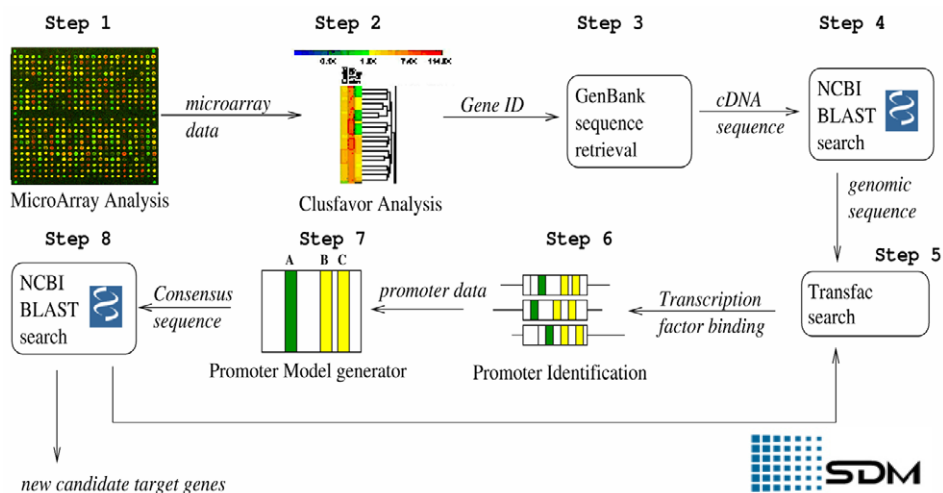 Step 1
Step 2
Step 3
Step 4
1.0X
microarray
data
Gene ID
GenBank
sequence
retrieval
cDNA
sequence
NCBI
BLAST
search
MicroArray Analysis
Clusfavor Analysis
genomic
sequence
Step 8
Step 7
Step 6
Step 5
A B C
NCBI
BLAST
search
Consensus
sequence
promoter data
Transcription
factor binding
Transfac
search
Promoter Model generator
Promoter Identification
SDM
new candidate target genes